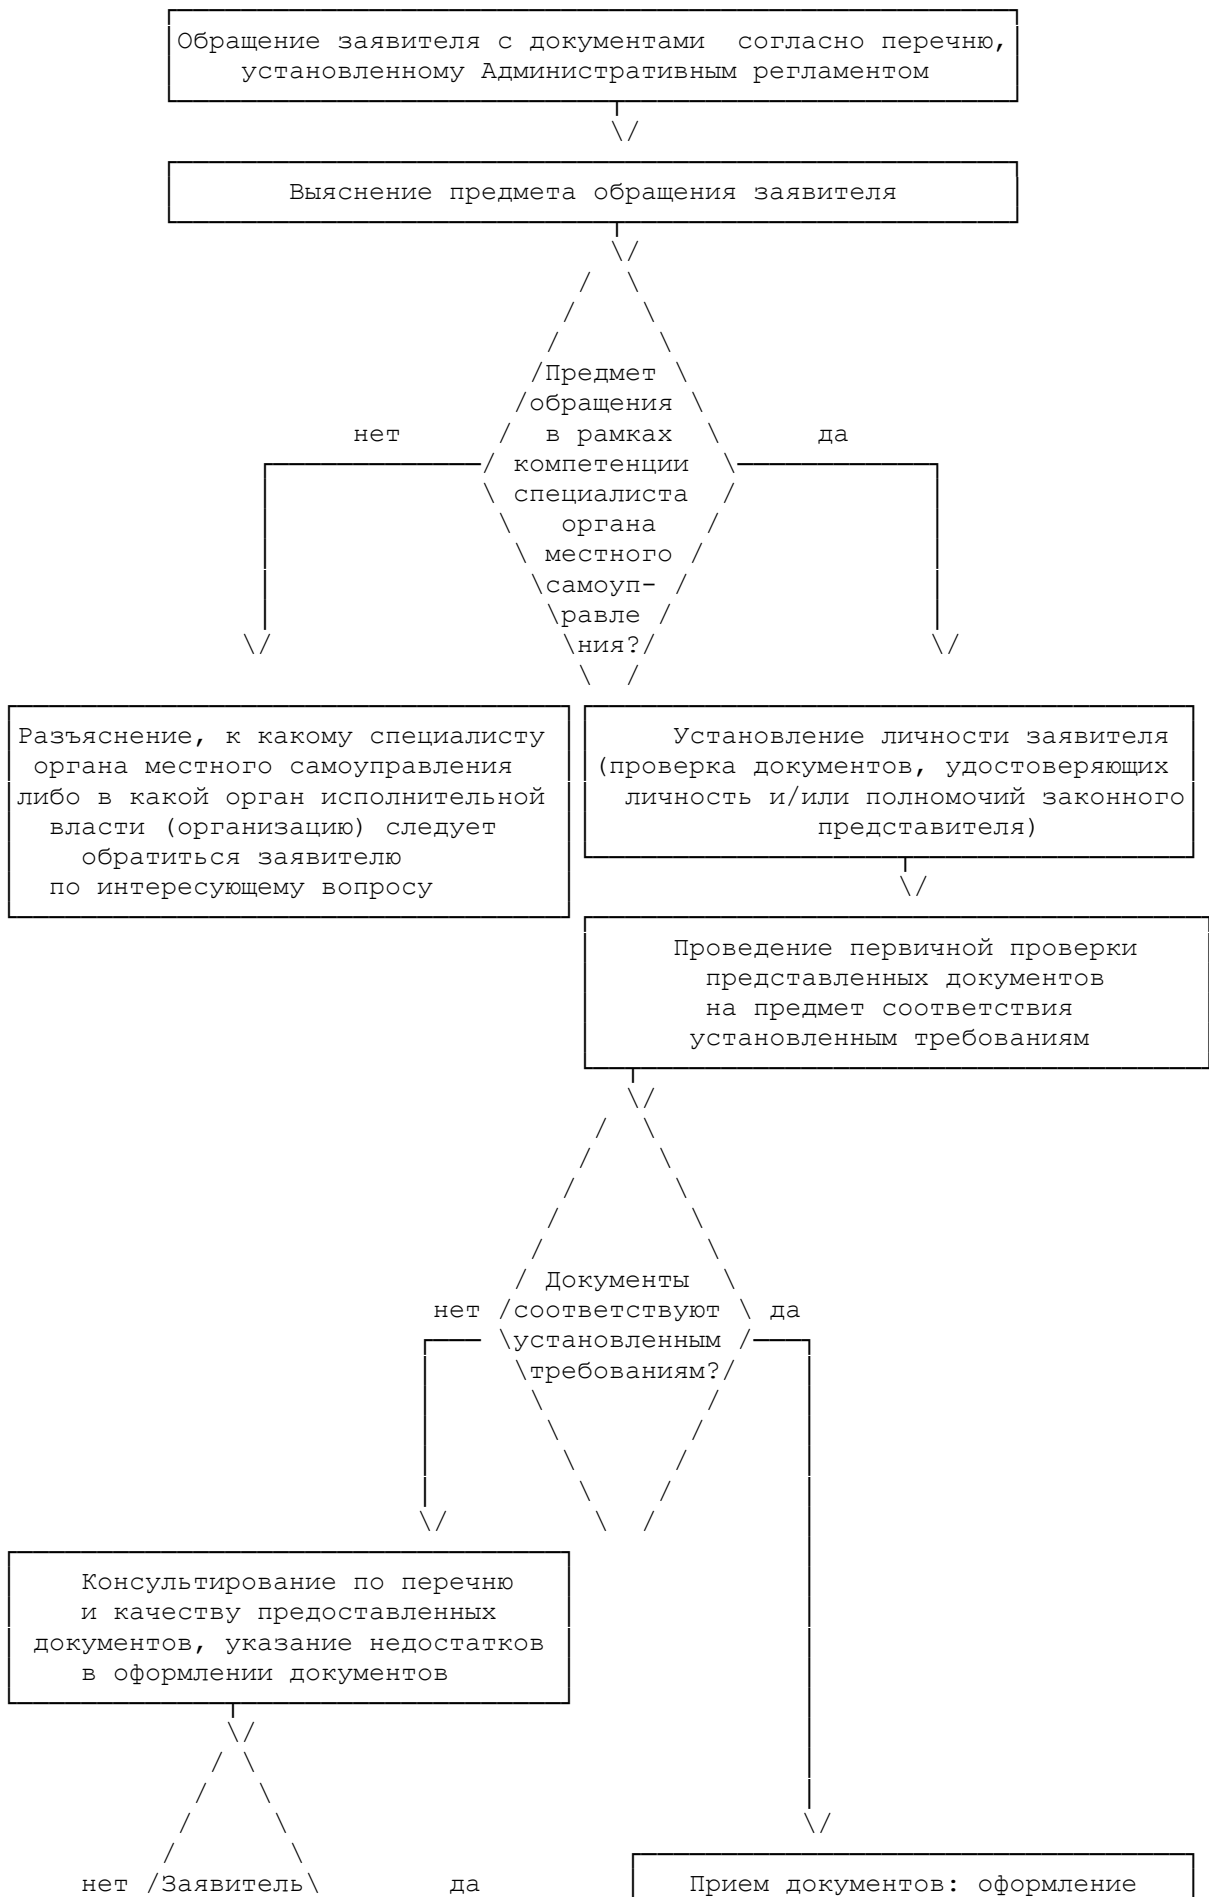 Обращение заявителя с документами согласно перечню,
установленному Административным регламентом
Выяснение предмета обращения заявителя
Предмет
обращения
нет в рамках да
компетенции
специалиста
органа
местного
самоуп-
равле
ния?
Разъяснение, к какому специалисту
органа местного самоуправления
либо в какой орган исполнительной
власти (организацию) следует
обратиться заявителю
по интересующему вопросу
Установление личности заявителя
(проверка документов, удостоверяющих
личность и/или полномочий законного
представителя)
Проведение первичной проверки
представленных документов
на предмет соответствия
установленным требованиям
Документы
нет соответствуют да
установленным
требованиям?
Консультирование по перечню
и качеству предоставленных
документов, указание недостатков
в оформлении документов
нет Заявитель да
Прием документов: оформление